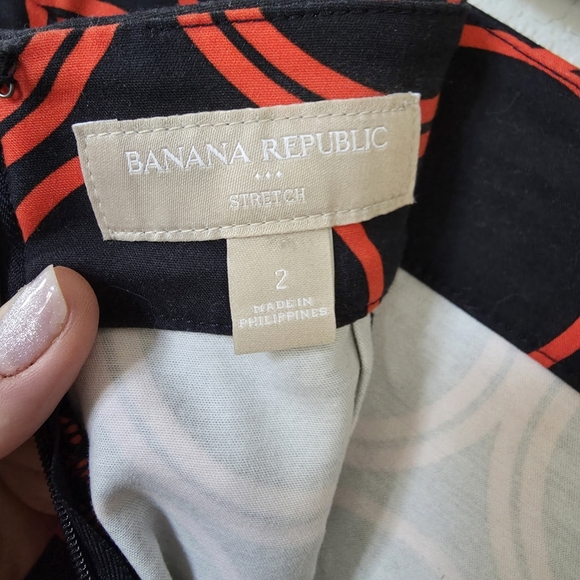 BANANA REPUBLIC
STRETCH
2
MADE IN
PHILIPPINES